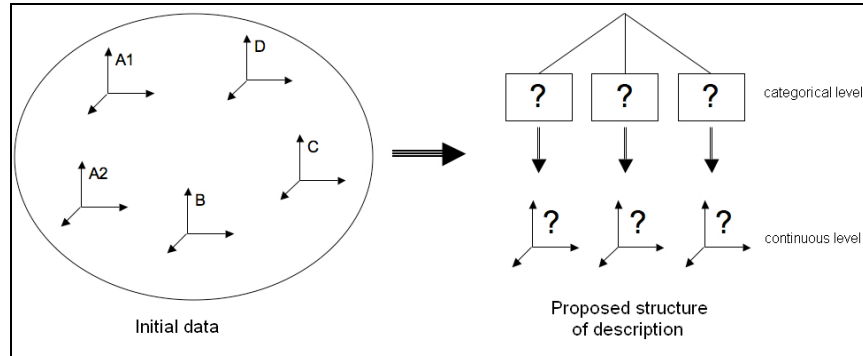 A1
D
A2
B
C
Initial data
? ? ?
categorical level
? ? ?
continuous level
Proposed structure
of description